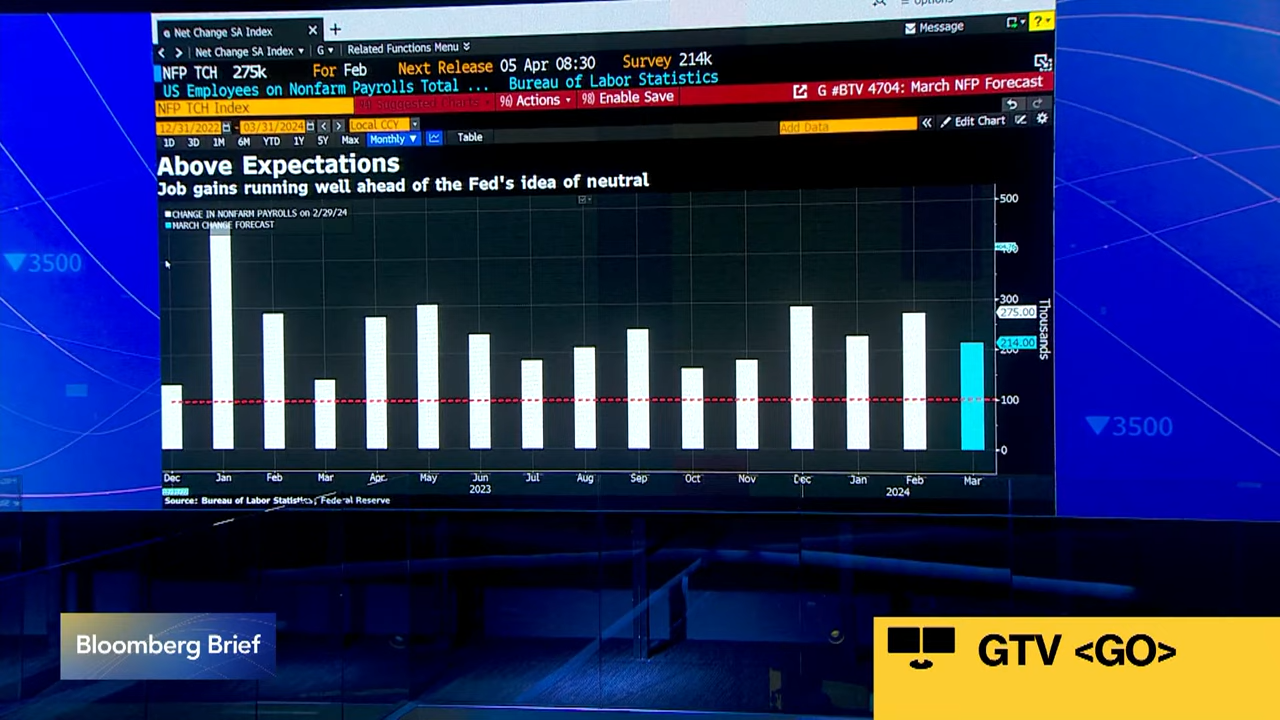 Net Change SA Index
Options
Net Change SA Index G Related Functions Menu
Message
NFP TCH 275k For Feb Next Release 05 Apr 08:30 Survey 214k
US Employees on Nonfarm Payrolls Total ... Bureau of Labor Statistics
NFP TCH Index 96) Actions 98) Enable Save G #BTV 4704: March NFP Forecast
12/31/2022 - 03/31/2024 Local CCY Add Data Edit Chart
1D 3D 1M 6M YTD 1Y 5Y Max Monthly Table
Above Expectations
Job gains running well ahead of the Fed's idea of neutral
CHANGE IN NONFARM PAYROLLS on 2/29/24
MARCH CHANGE FORECAST
500
300
275.00
214.00
200
100
0
Thousands
Dec Jan Feb Mar Apr May Jun Jul Aug Sep Oct Nov Dec Jan Feb Mar
2023 2024
Source: Bureau of Labor Statistics, Federal Reserve
3500
3500
Bloomberg Brief
GTV <GO>